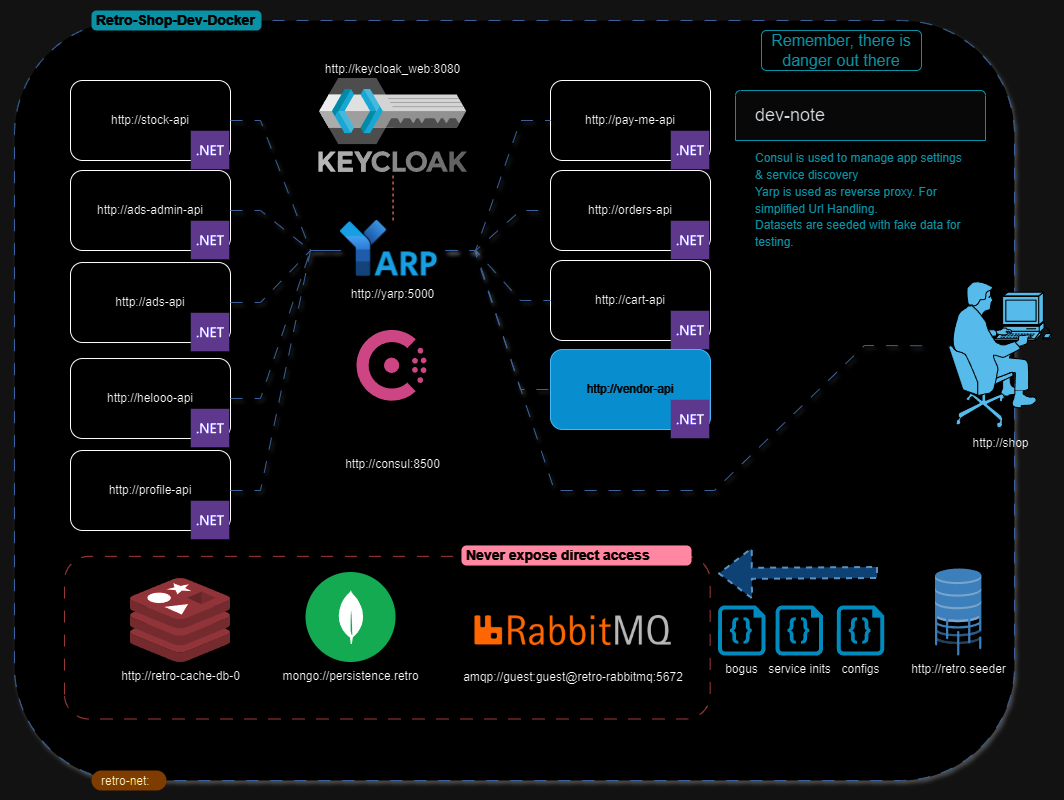 Retro-Shop-Dev-Docker
Remember, there is
danger out there
http://keycloak_web:8080
KEYCLOAK
http://stock-api
.NET
http://ads-admin-api
.NET
http://ads-api
.NET
http://helooo-api
.NET
http://profile-api
.NET
YARP
http://yarp:5000
http://consul:8500
http://pay-me-api
.NET
http://orders-api
.NET
http://cart-api
.NET
http://vendor-api
.NET
dev-note
Consul is used to manage app settings
& service discovery
Yarp is used as reverse proxy. For
simplified Url Handling.
Datasets are seeded with fake data for
testing.
http://shop
Never expose direct access
http://retro-cache-db-0
mongo://persistence.retro
RabbitMQ
amqp://guest:guest@retro-rabbitmq:5672
{}
{}
{}
bogus
service inits
configs
http://retro.seeder
retro-net: